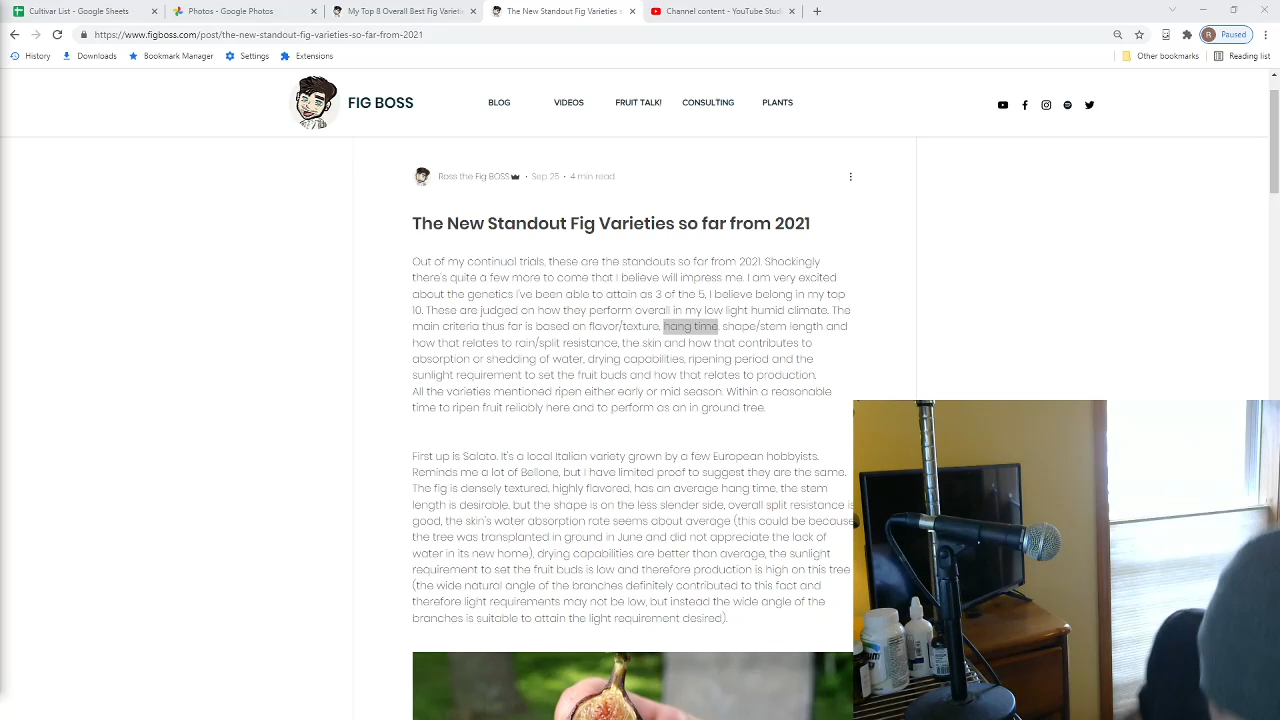 Cultivar List - Google Sheets
Photos - Google Photos
My Top 8 Overall Best Fig Varietie
The New Standout Fig Varieties s
Channel content - YouTube Stud
https://www.figboss.com/post/the-new-standout-fig-varieties-so-far-from-2021
R Paused
History
Downloads
Bookmark Manager
Settings
Extensions
Other bookmarks
Reading list
FIG BOSS
BLOG
VIDEOS
FRUIT TALK!
CONSULTING
PLANTS
Ross the Fig BOSS · Sep 25 · 4 min read
The New Standout Fig Varieties so far from 2021
Out of my continual trials, these are the standouts so far from 2021. Shockingly
there's quite a few more to come that I believe will impress me. I am very excited
about the genetics I've been able to attain as 3 of the 5, I believe belong in my top
10. These are judged on how they perform overall in my low light humid climate. The
main criteria thus far is based on flavor/texture, hang time, shape/stem length and
how that relates to rain/split resistance, the skin and how that contributes to
absorption or shedding of water, drying capabilities, ripening period and the
sunlight requirement to set the fruit buds and how that relates to production.
All the varieties mentioned ripen either early or mid season. Within a reasonable
time to ripen fruit reliably here and to perform as an in ground tree.
First up is Salato. It's a local Italian variety grown by a few European hobbyists.
Reminds me a lot of Bellone, but I have limited proof to suggest they are the same.
The fig is densely textured, highly flavored, has an average hang time, the stem
length is desirable, but the shape is on the less slender side, overall split resistance is
good, the skin's water absorption rate seems about average (this could be because
the tree was transplanted in ground in June and did not appreciate the lack of
water in its new home), drying capabilities are better than average, the sunlight
requirement to set the fruit buds is low and therefore production is high on this tree
(the wide natural angle of the branches definitely contributed to this fact and
therefore light requirements may not be low, but instead the wide angle of the
branches is suitable to attain the light requirement desired).